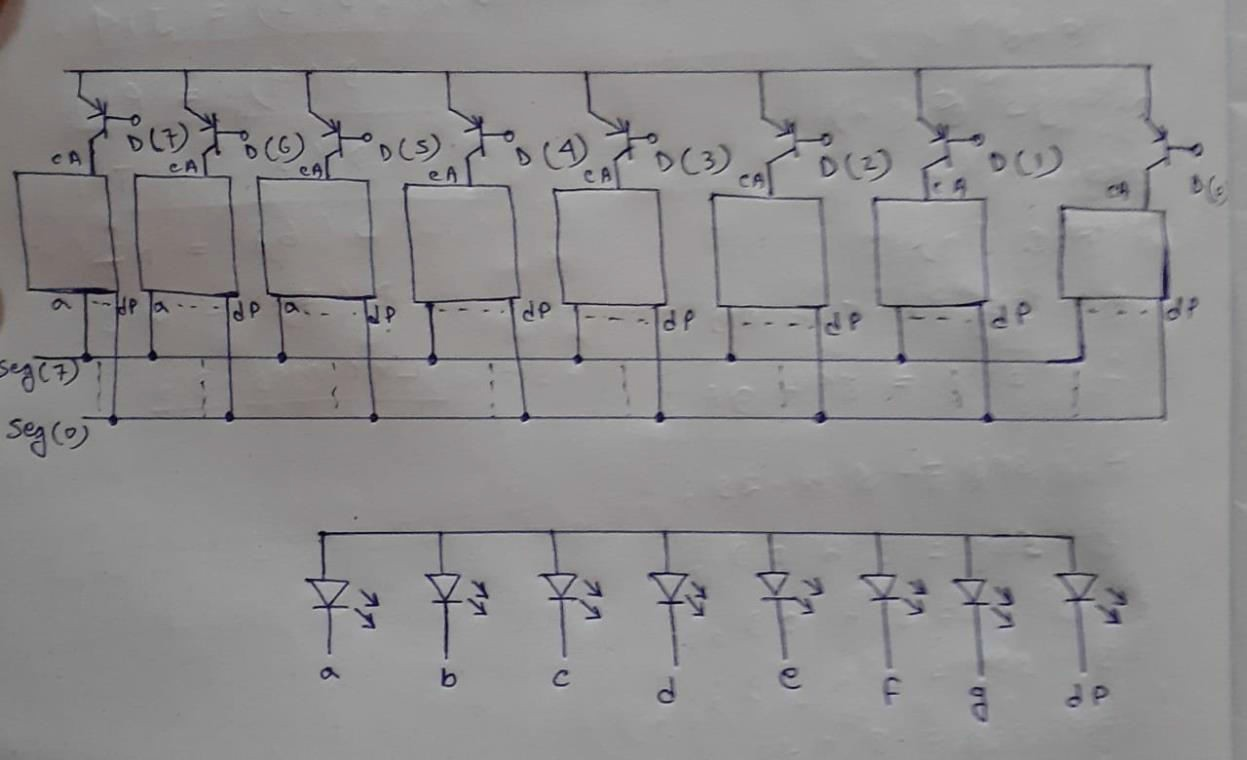 D(7) D(6) D(5) D(4) D(3) D(2) D(1)
CA CA CA CA CA CA CA CA
a dp a dp a dp dp dp dp dp dp
Seg(7)
Seg(0)
a b c d e f g dp